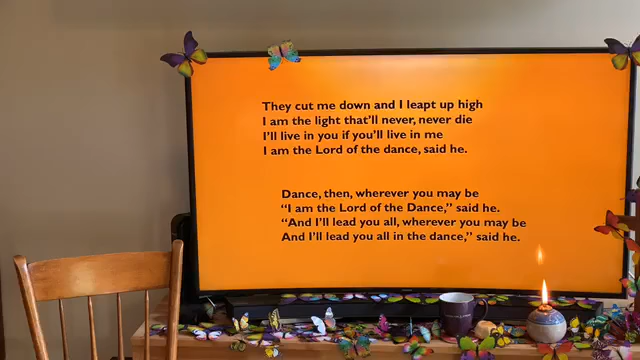 They cut me down and I leapt up high
I am the light that'll never, never die
I'll live in you if you'll live in me
I am the Lord of the dance, said he.
Dance, then, wherever you may be
“I am the Lord of the Dance,” said he.
“And I'll lead you all, wherever you may be
And I'll lead you all in the dance,” said he.